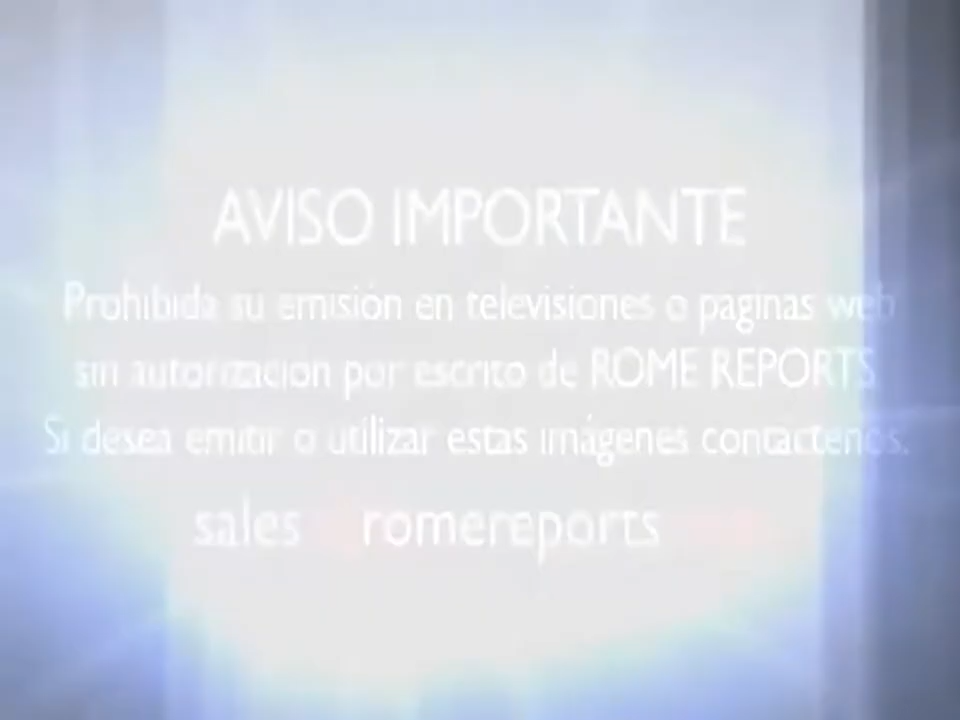 AVISO IMPORTANTE
Prohibida su emisión en televisiones o paginas web
sin autorizacion por escrito de ROME REPORTS
Si desea emitir o utilizar estas imágenes contáctenos.
sales romereports